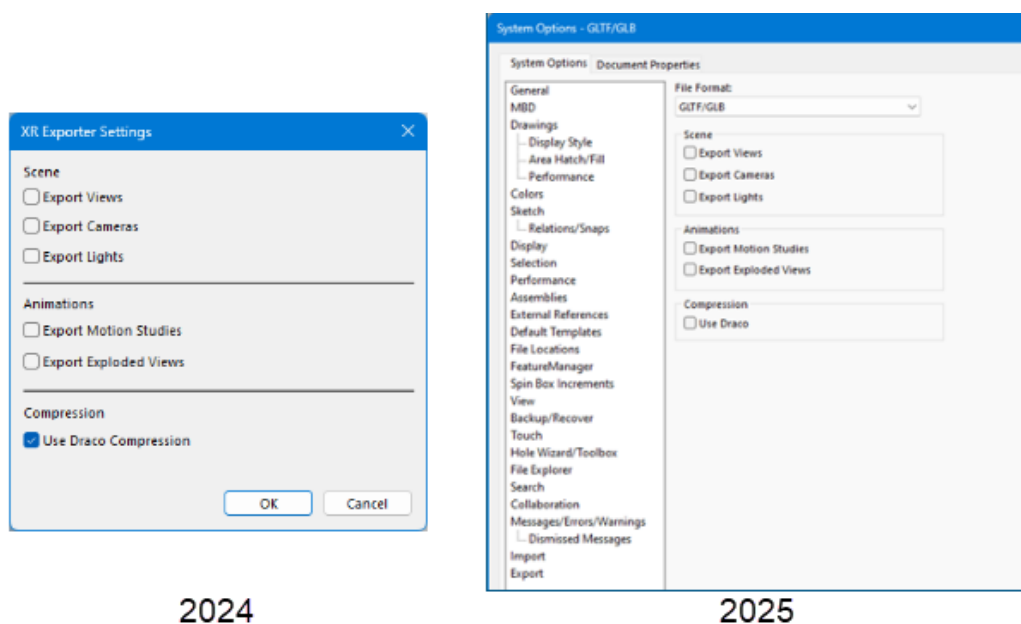 XR Exporter Settings
Scene
Export Views
Export Cameras
Export Lights
Animations
Export Motion Studies
Export Exploded Views
Compression
Use Draco Compression
OK
Cancel
2024
System Options - GLTF/GLB
System Options
Document Properties
General
MBD
Drawings
Display Style
Area Hatch/Fill
Performance
Colors
Sketch
Relations/Snaps
Display
Selection
Performance
Assemblies
External References
Default Templates
File Locations
FeatureManager
Spin Box Increments
View
Backup/Recover
Touch
Hole Wizard/Toolbox
File Explorer
Search
Collaboration
Messages/Errors/Warnings
Dismissed Messages
Import
Export
File Format:
GLTF/GLB
Scene
Export Views
Export Cameras
Export Lights
Animations
Export Motion Studies
Export Exploded Views
Compression
Use Draco
2025